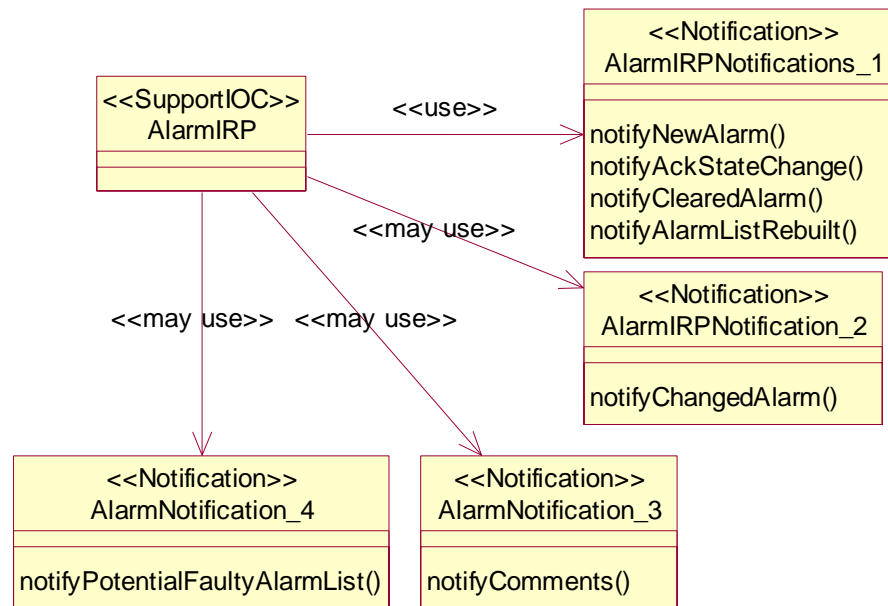 <<Notification>>
AlarmIRPNotifications_1
notifyNewAlarm()
notifyAckStateChange()
notifyClearedAlarm()
notifyAlarmListRebuilt()
<<SupportIOC>>
AlarmIRP
<<use>>
<<may use>>
<<Notification>>
AlarmIRPNotification_2
notifyChangedAlarm()
<<may use>>
<<may use>>
<<Notification>>
AlarmNotification_4
notifyPotentialFaultyAlarmList()
<<Notification>>
AlarmNotification_3
notifyComments()